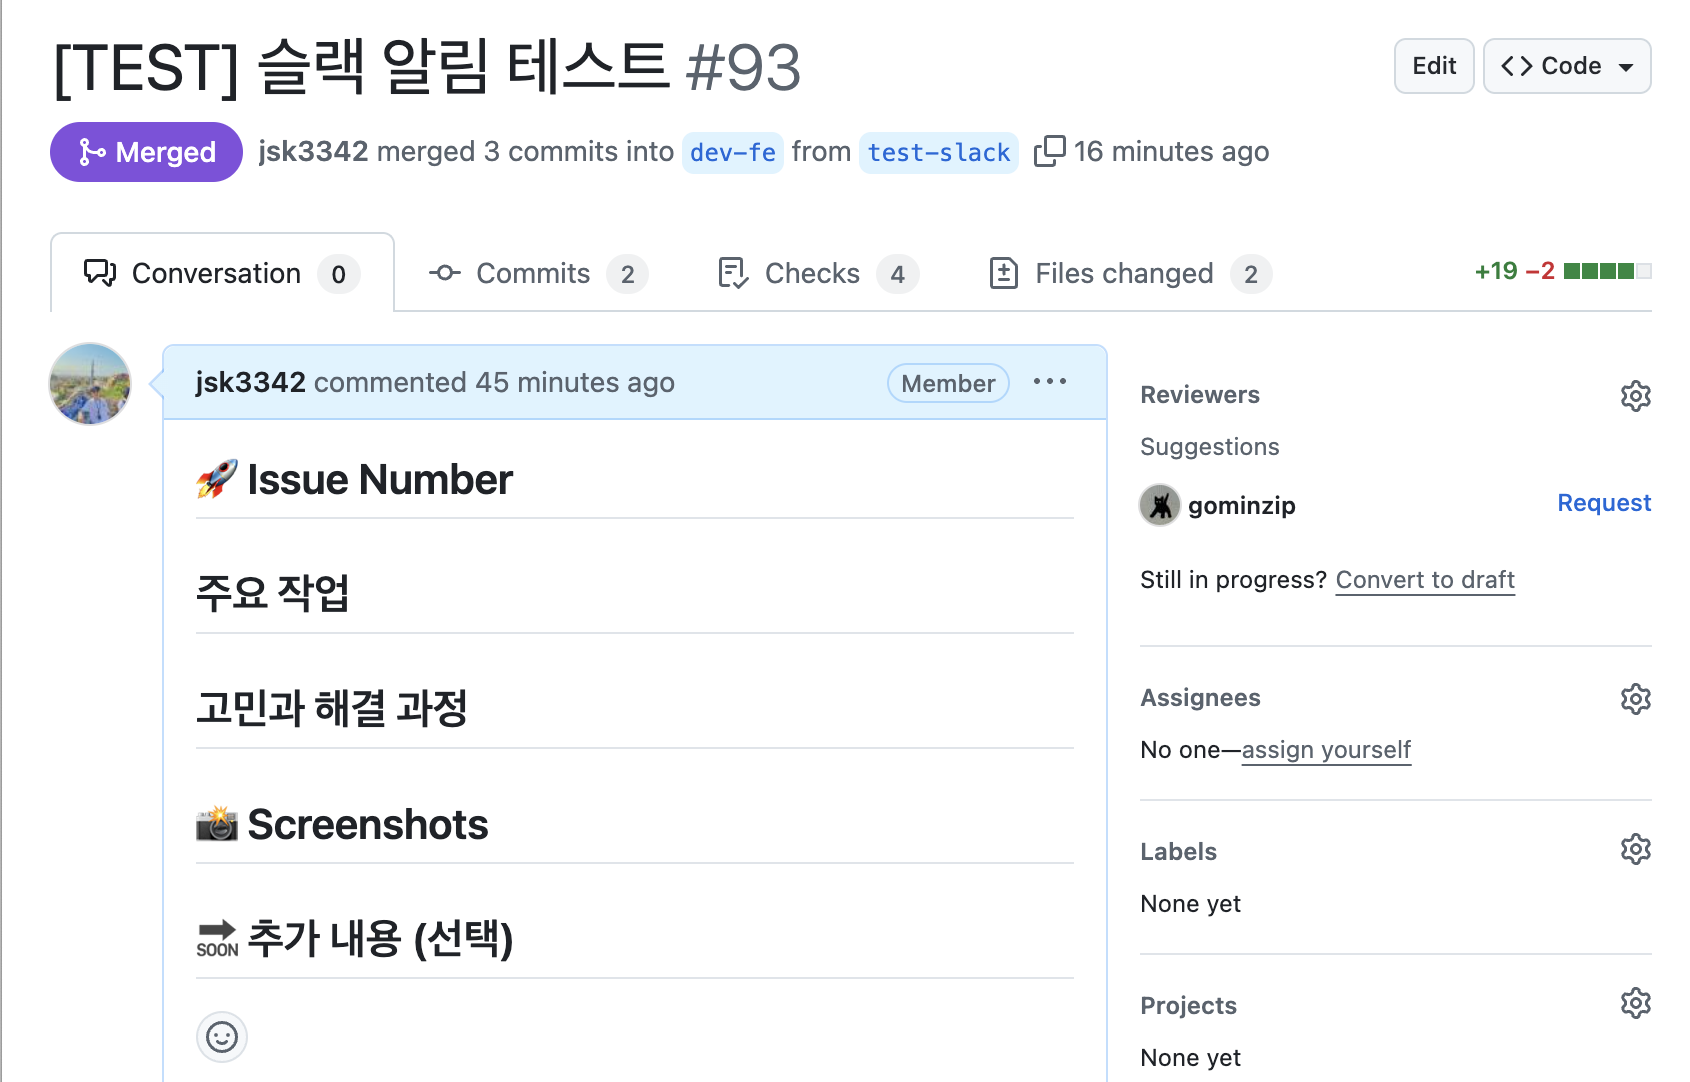 [TEST] 슬랙 알림 테스트 #93
Edit
Code
Merged
jsk3342 merged 3 commits into dev-fe from test-slack 16 minutes ago
Conversation 0
Commits 2
Checks 4
Files changed 2
+19 −2
jsk3342 commented 45 minutes ago
Member
🚀 Issue Number
주요 작업
고민과 해결 과정
📸 Screenshots
🔜 추가 내용 (선택)
Reviewers
Suggestions
gominzip
Request
Still in progress? Convert to draft
Assignees
No one—assign yourself
Labels
None yet
Projects
None yet